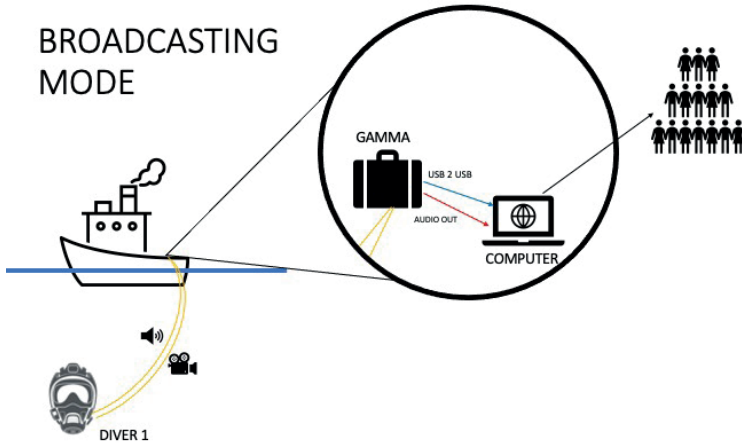 BROADCASTING
MODE
GAMMA
USB 2 USB
AUDIO OUT
COMPUTER
DIVER 1